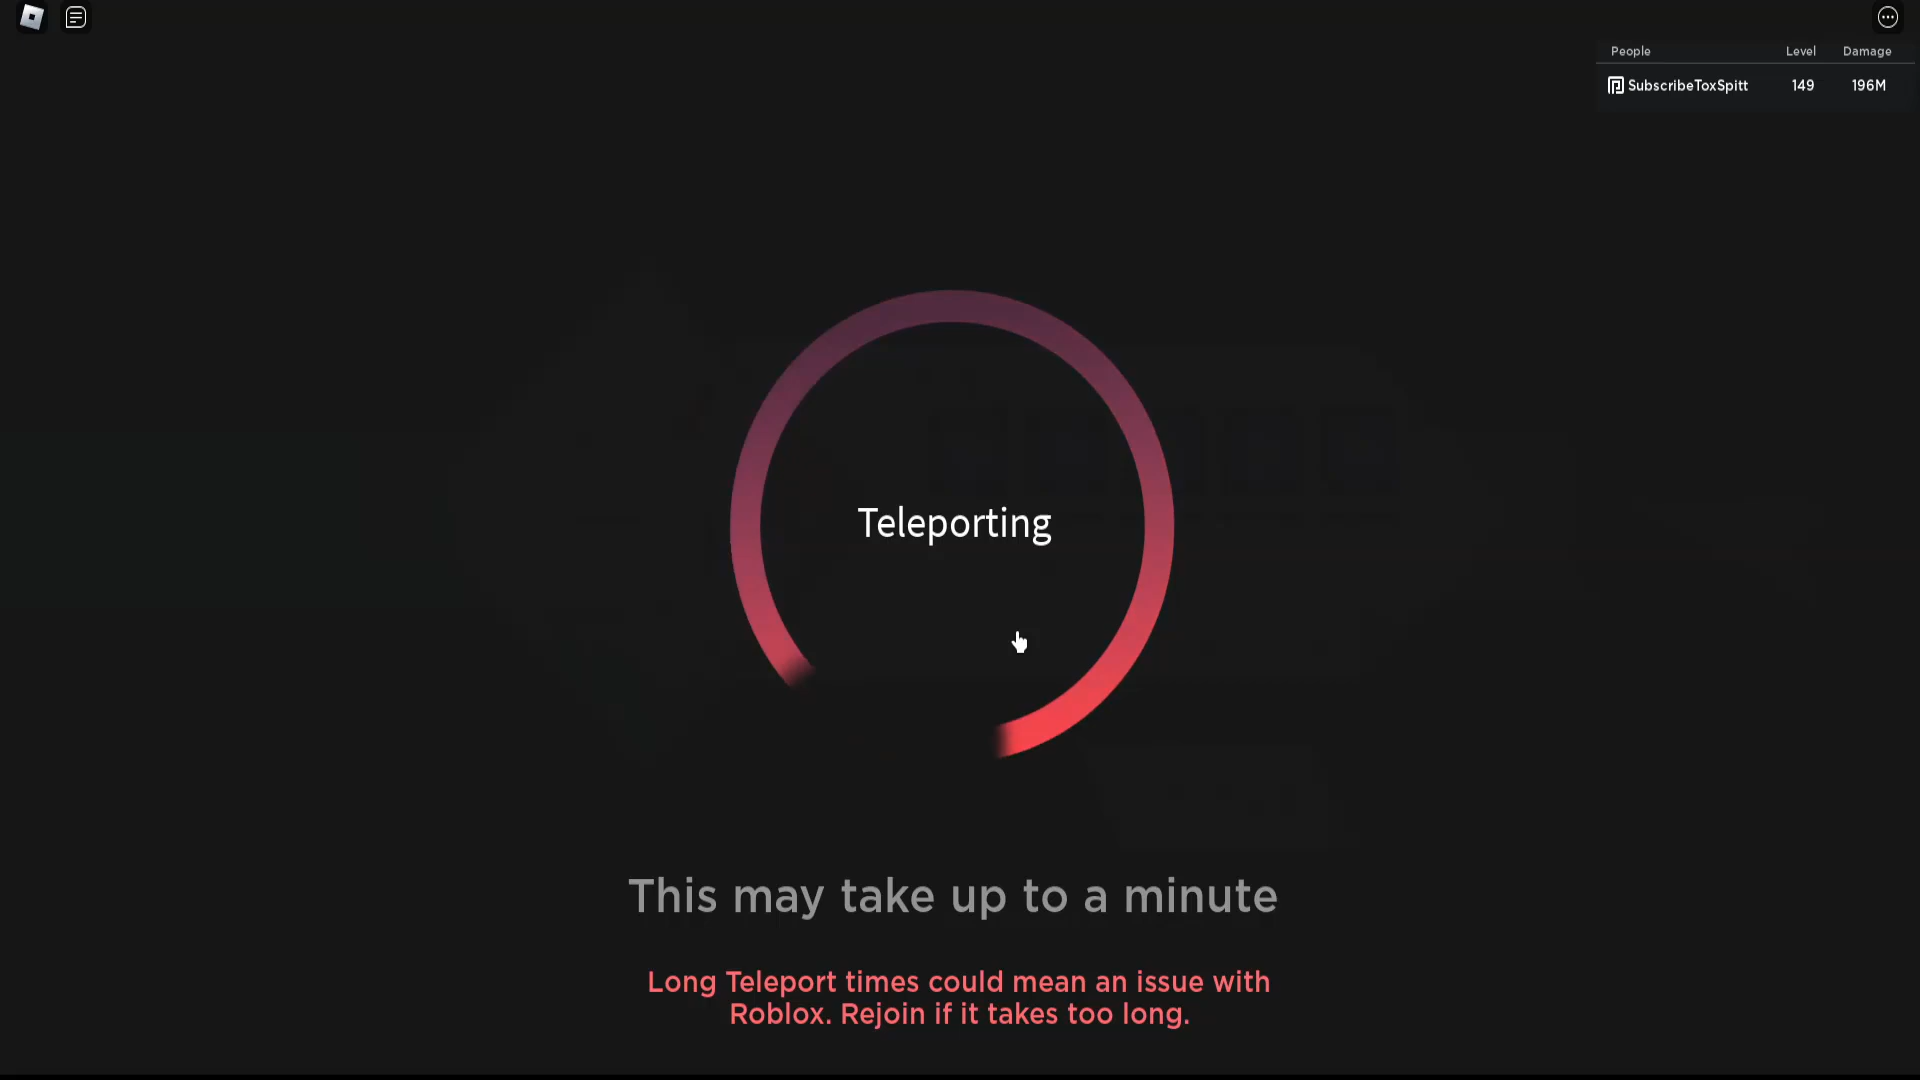 People Level Damage
SubscribeToxSpitt 149 196M
Teleporting
This may take up to a minute
Long Teleport times could mean an issue with
Roblox. Rejoin if it takes too long.